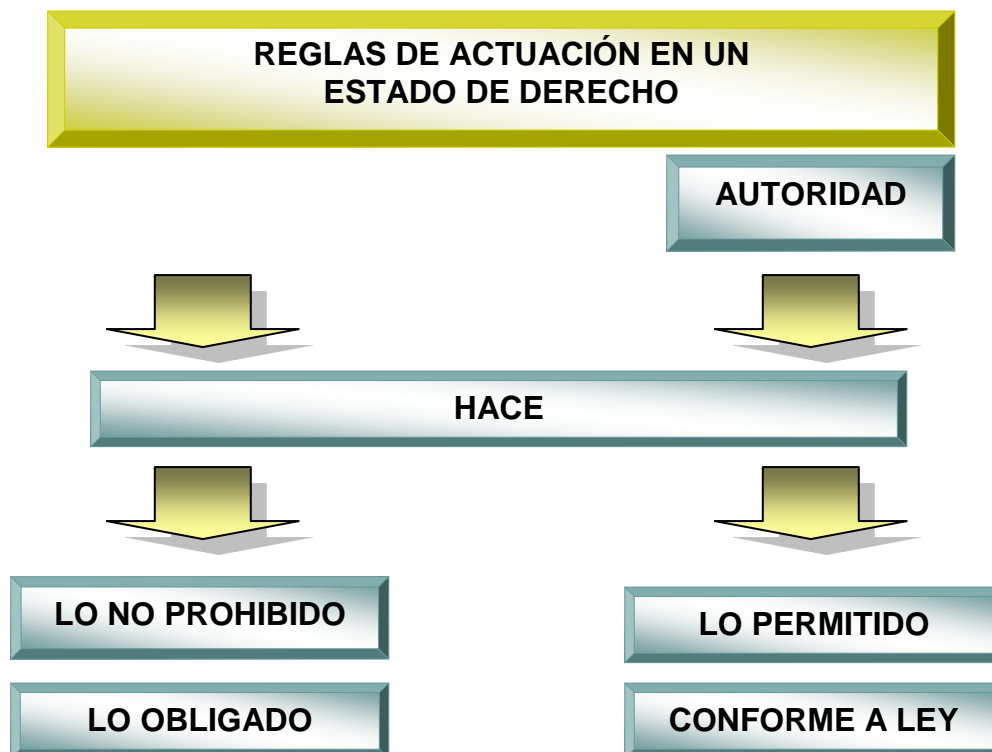 REGLAS DE ACTUACIÓN EN UN
ESTADO DE DERECHO
AUTORIDAD
HACE
LO NO PROHIBIDO
LO PERMITIDO
LO OBLIGADO
CONFORME A LEY